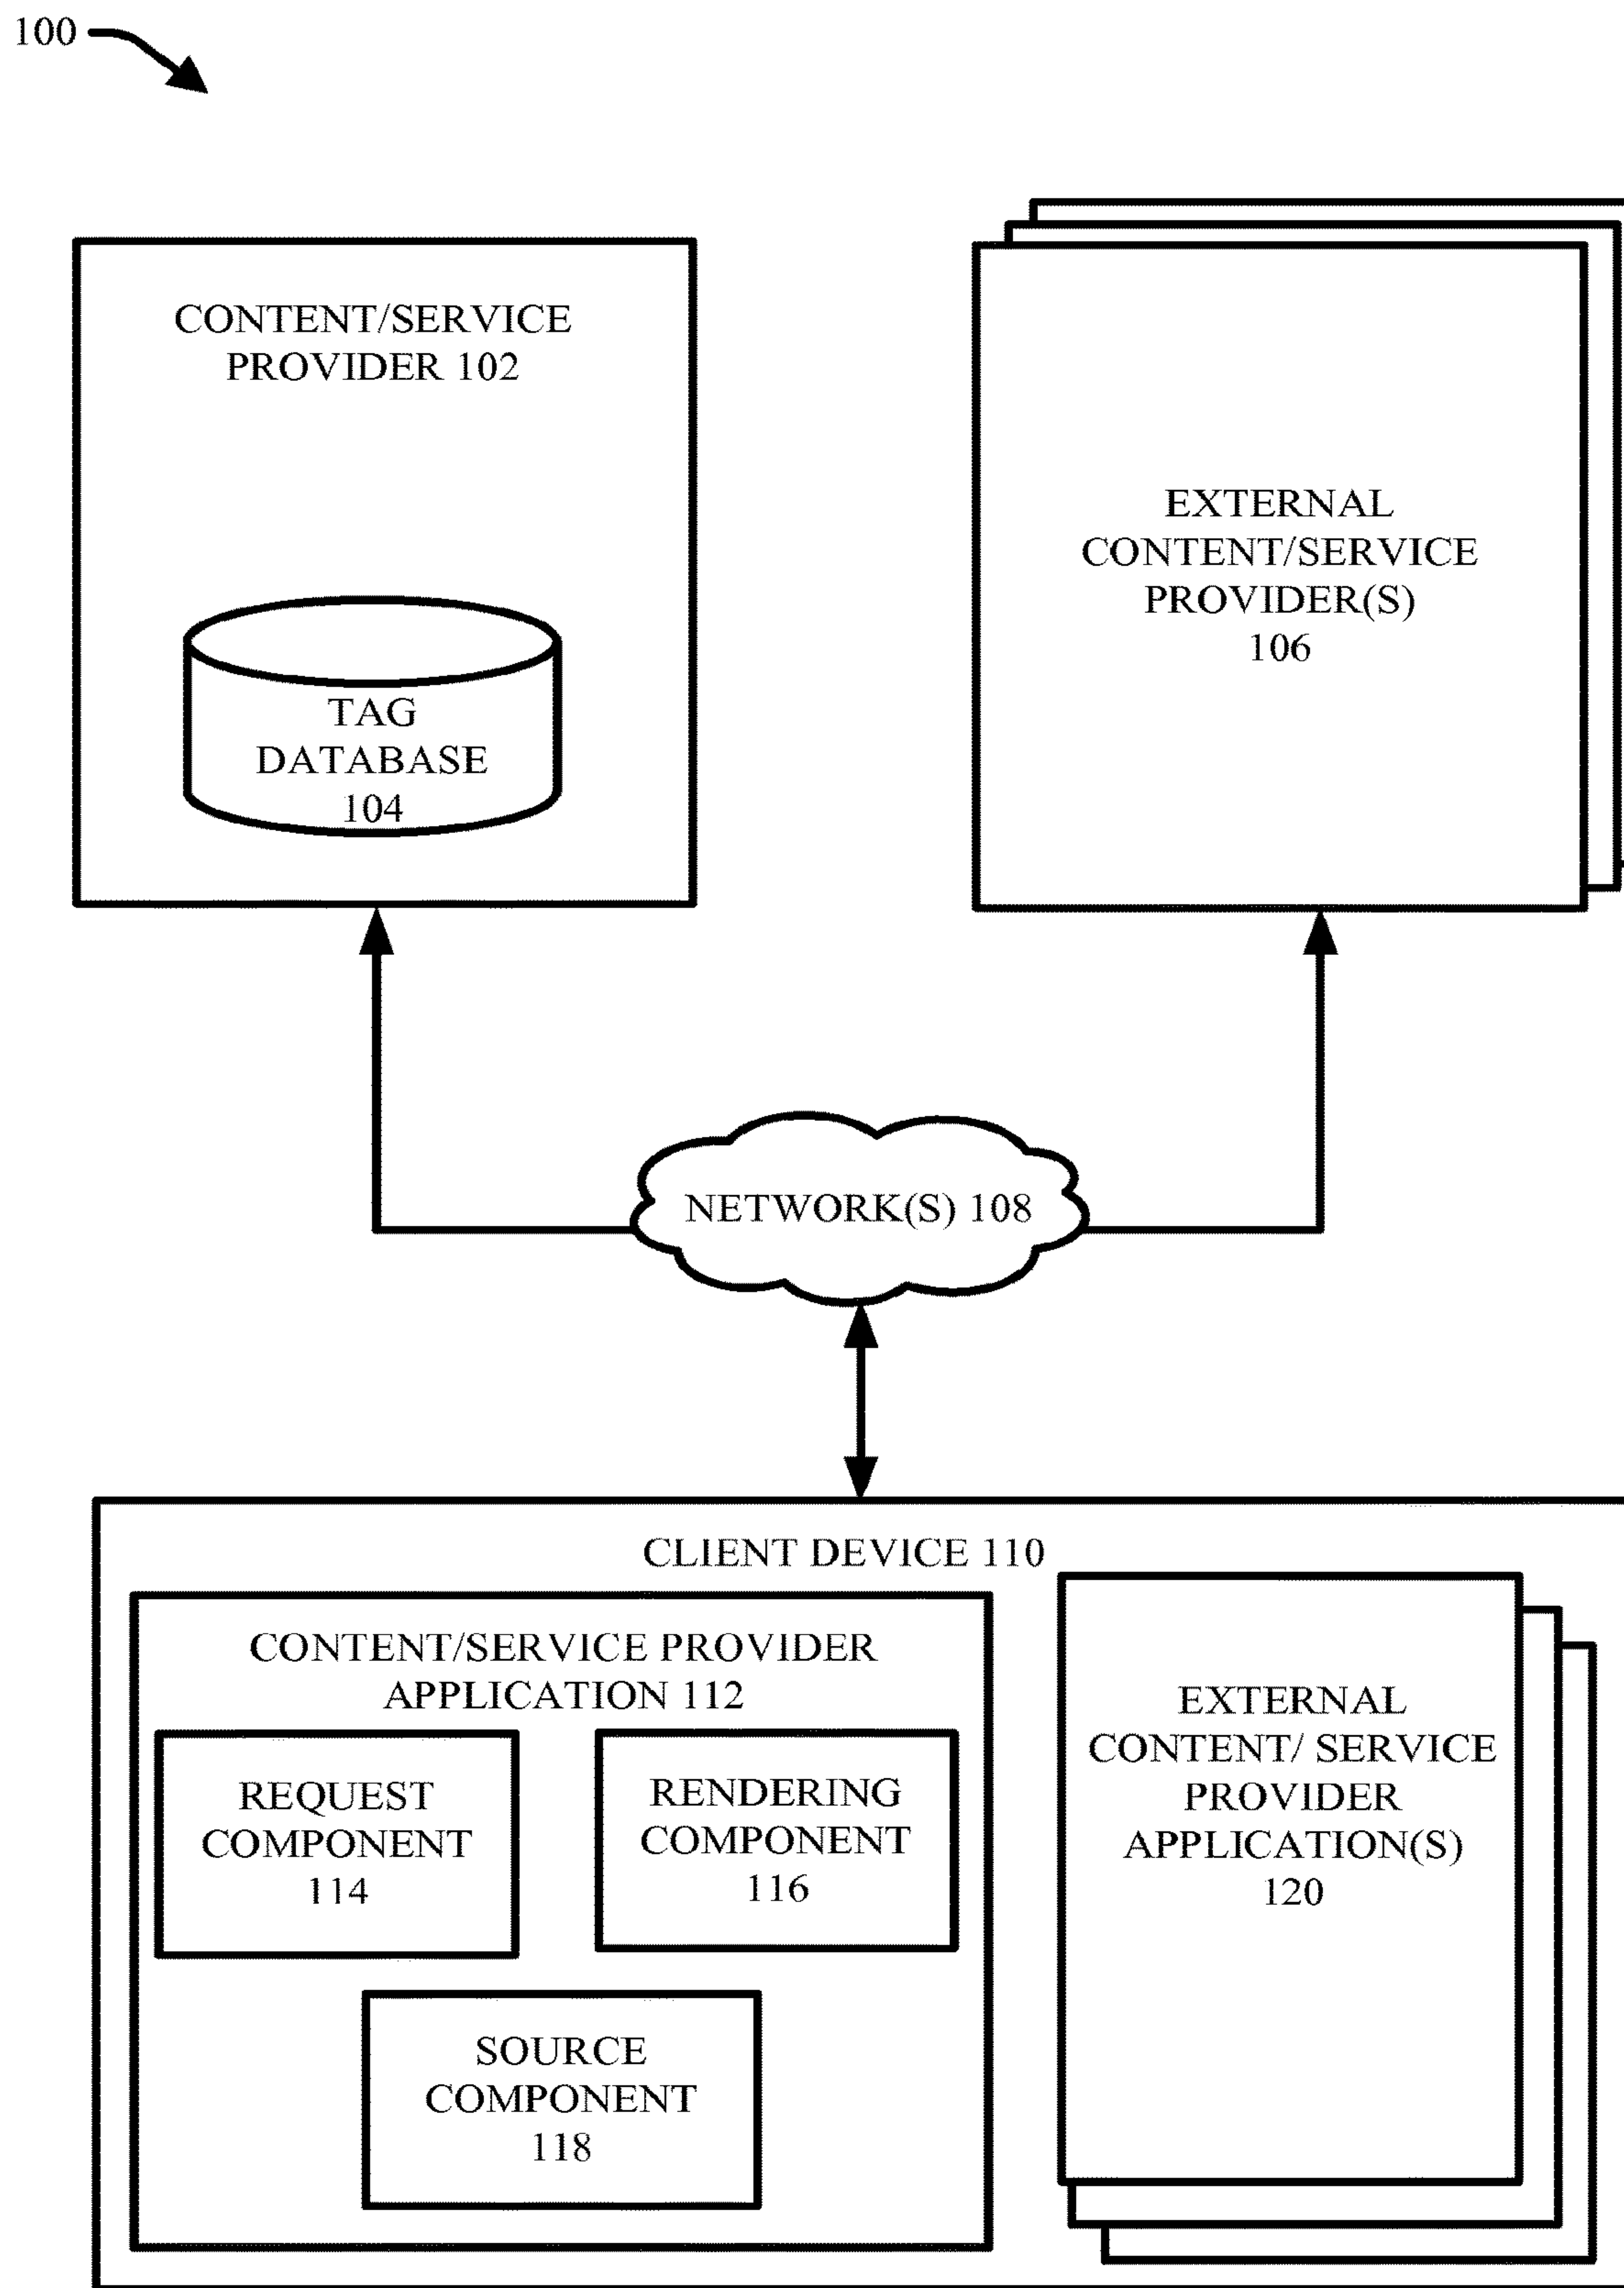 100
CONTENT/SERVICE
PROVIDER 102
TAG
DATABASE
104
EXTERNAL
CONTENT/SERVICE
PROVIDER(S)
106
NETWORK(S) 108
CLIENT DEVICE 110
CONTENT/SERVICE PROVIDER
APPLICATION 112
REQUEST
COMPONENT
114
RENDERING
COMPONENT
116
SOURCE
COMPONENT
118
EXTERNAL
CONTENT/ SERVICE
PROVIDER
APPLICATION(S)
120